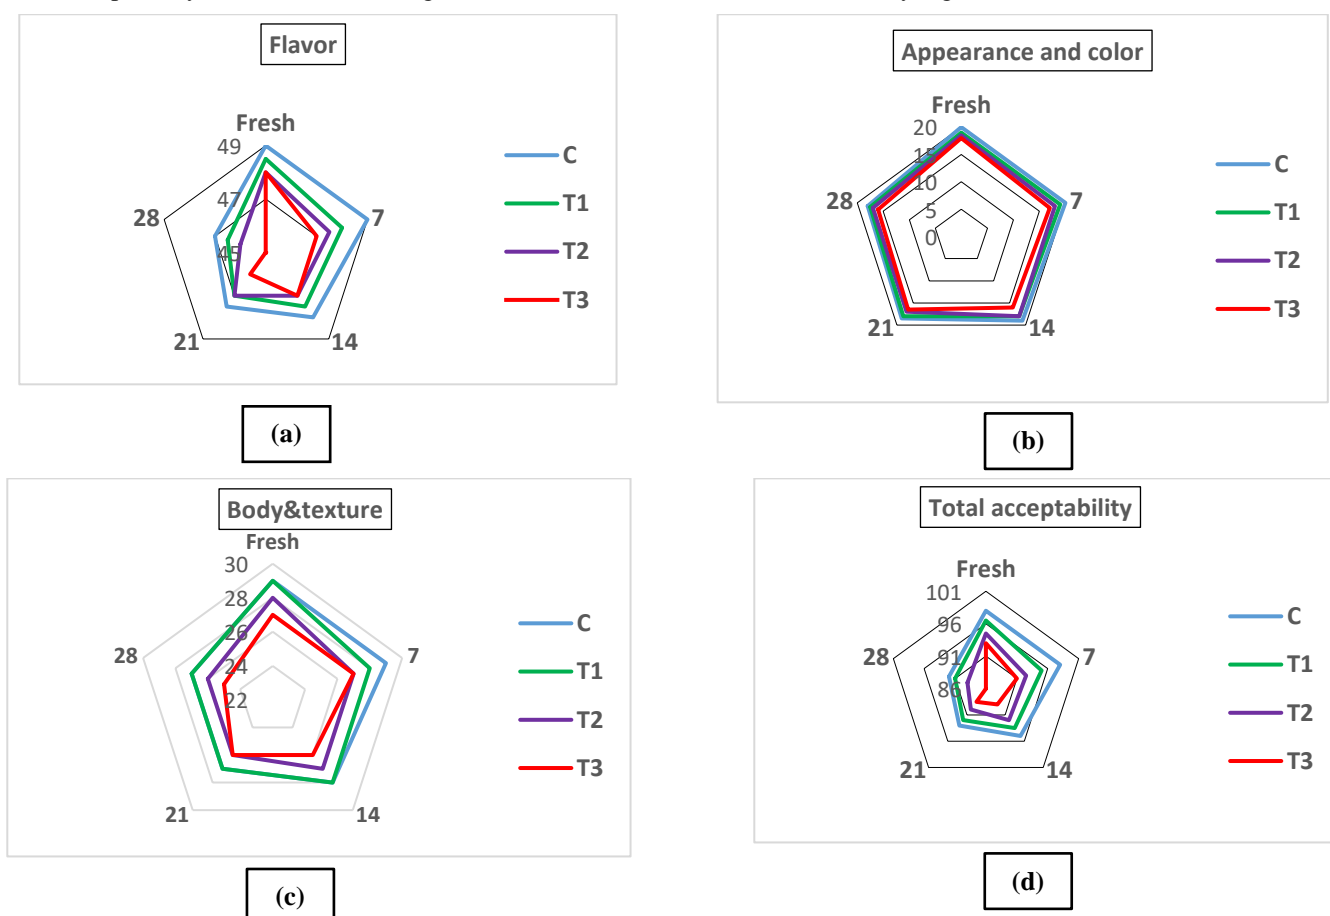 Flavor
Fresh
49
47
45
7
14
21
28
C
T1
T2
T3
(a)
Appearance and color
Fresh
20
15
10
5
0
7
14
21
28
C
T1
T2
T3
(b)
Body&texture
Fresh
30
28
26
24
22
7
14
21
28
C
T1
T2
T3
(c)
Total acceptability
Fresh
101
96
91
86
7
14
21
28
C
T1
T2
T3
(d)